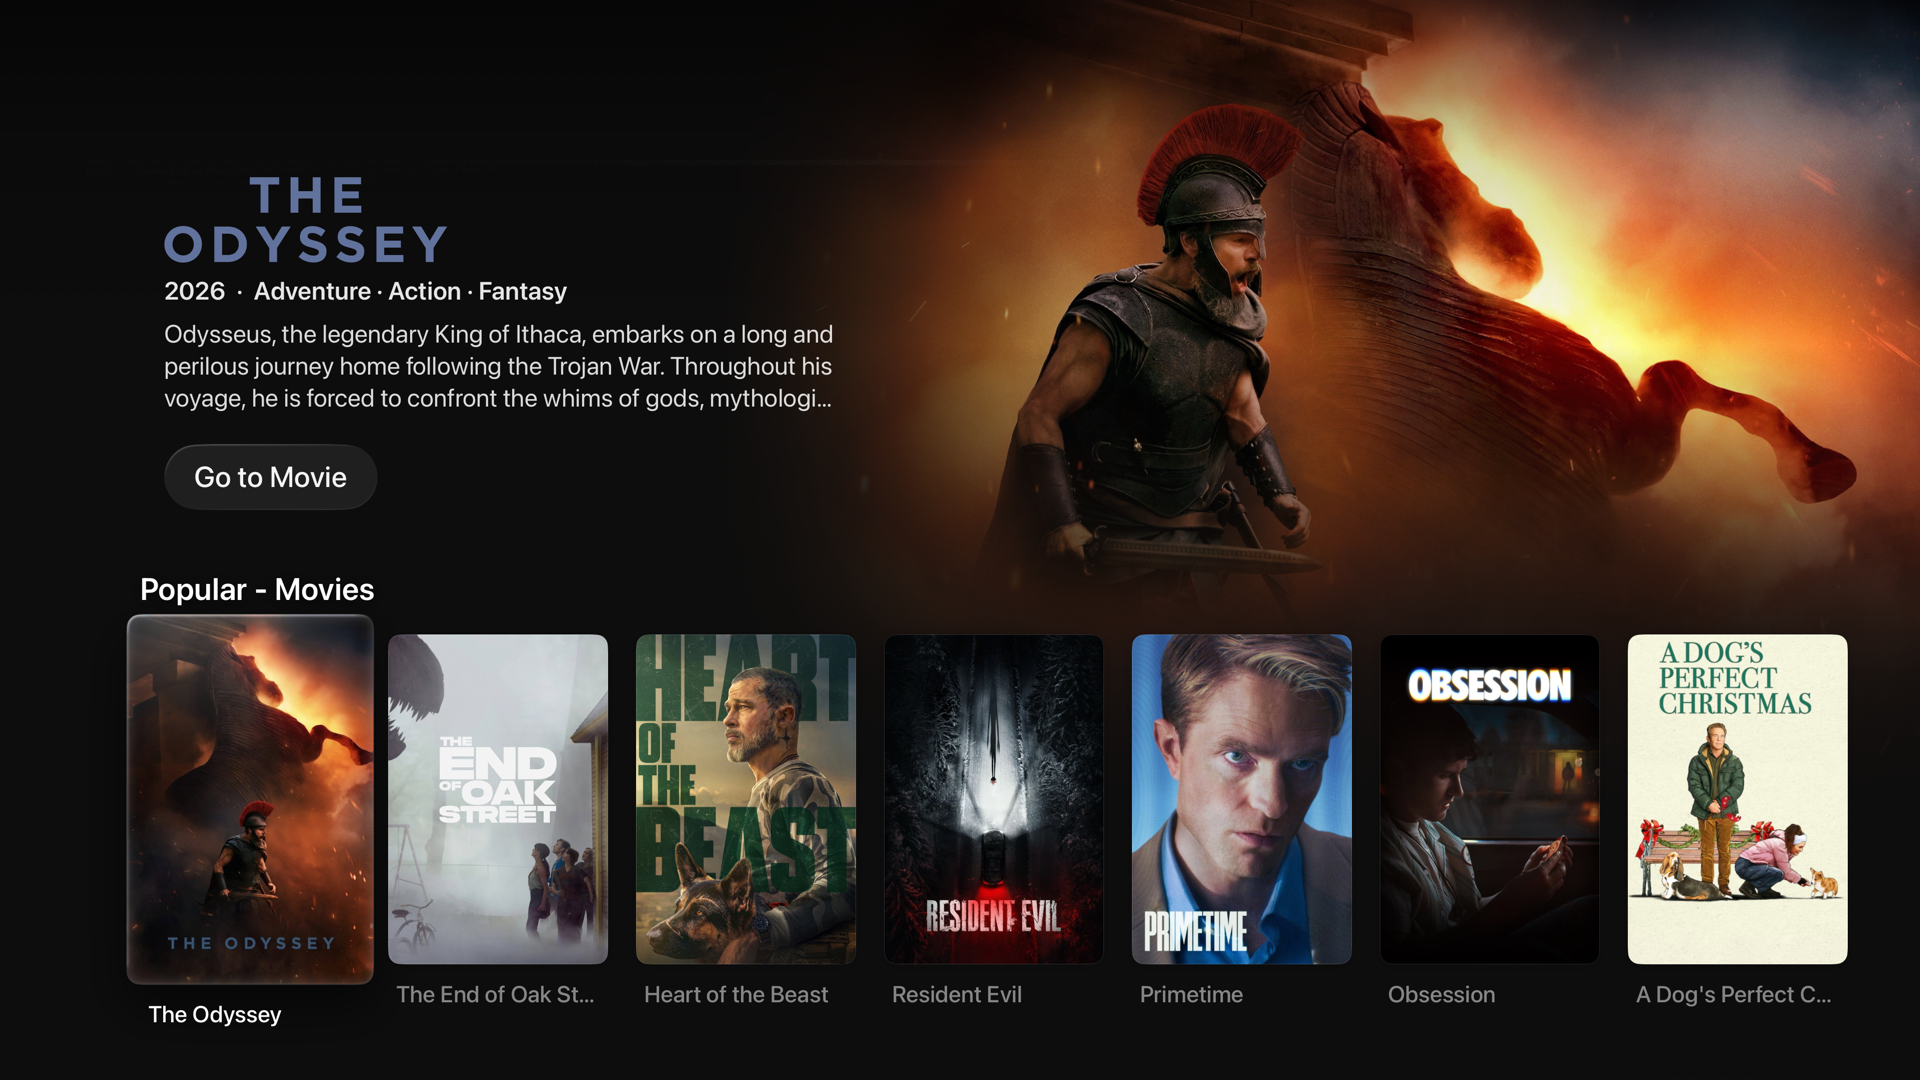 THE
ODYSSEY
2026 · Adventure · Action · Fantasy
Odysseus, the legendary King of Ithaca, embarks on a long and
perilous journey home following the Trojan War. Throughout his
voyage, he is forced to confront the whims of gods, mythologi...
Go to Movie
Popular - Movies
THE ODYSSEY
The Odyssey
THE
END
OF OAK
STREET
The End of Oak St...
HEART
OF
THE
BEAST
Heart of the Beast
RESIDENT EVIL
Resident Evil
PRIMETIME
Primetime
OBSESSION
Obsession
A DOG'S
PERFECT
CHRISTMAS
A Dog's Perfect C...